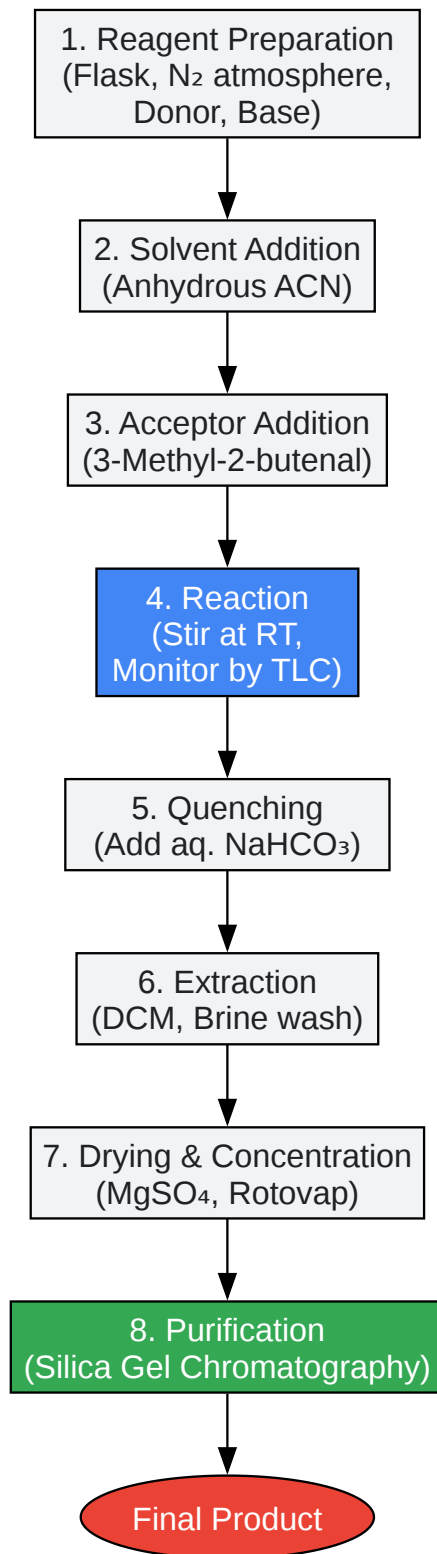 1. Reagent Preparation
(Flask, N₂ atmosphere,
Donor, Base)
2. Solvent Addition
(Anhydrous ACN)
3. Acceptor Addition
(3-Methyl-2-butenal)
4. Reaction
(Stir at RT,
Monitor by TLC)
5. Quenching
(Add aq. NaHCO₃)
6. Extraction
(DCM, Brine wash)
7. Drying & Concentration
(MgSO₄, Rotovap)
8. Purification
(Silica Gel Chromatography)
Final Product